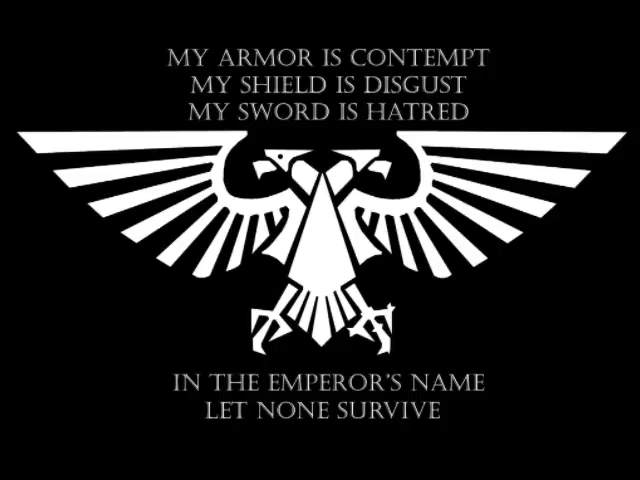 MY ARMOR IS CONTEMPT
MY SHIELD IS DISGUST
MY SWORD IS HATRED
IN THE EMPEROR'S NAME
LET NONE SURVIVE